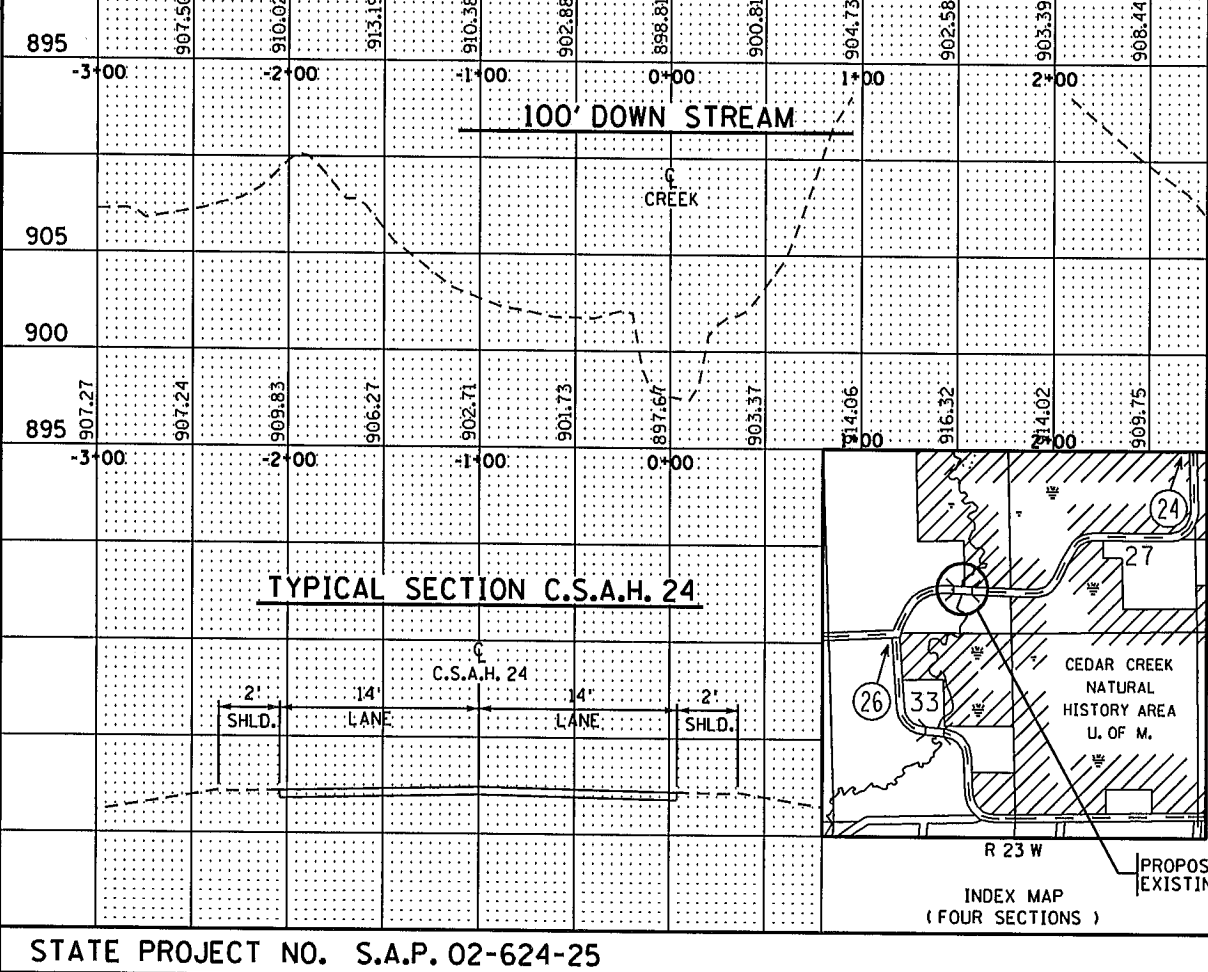 907.50 910.02 913.19 910.38 902.88 898.81 900.81 904.73 902.58 903.39 908.44
895
-3+00 -2+00 -1+00 0+00 1+00 2+00
100' DOWN STREAM
CL
CREEK
905
900
907.27 907.24 909.83 906.27 902.71 901.73 897.67 903.37 914.06 916.32 914.02 909.75
895
-3+00 -2+00 -1+00 0+00 1+00 2+00
TYPICAL SECTION C.S.A.H. 24
CL
C.S.A.H. 24
2' 14' 14' 2'
SHLD. LANE LANE SHLD.
24
27
26
33
CEDAR CREEK
NATURAL
HISTORY AREA
U. OF M.
R 23 W
INDEX MAP
( FOUR SECTIONS )
STATE PROJECT NO. S.A.P. 02-624-25